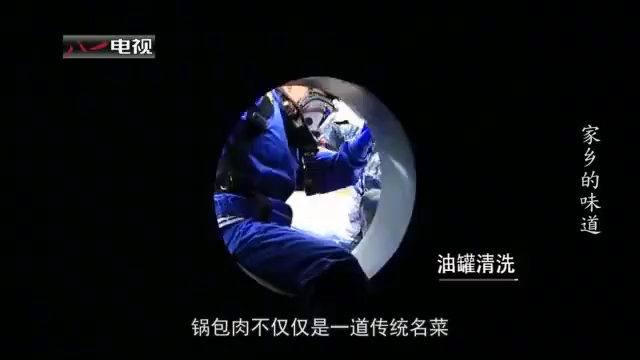 八一电视
家乡的味道
油罐清洗
锅包肉不仅仅是一道传统名菜